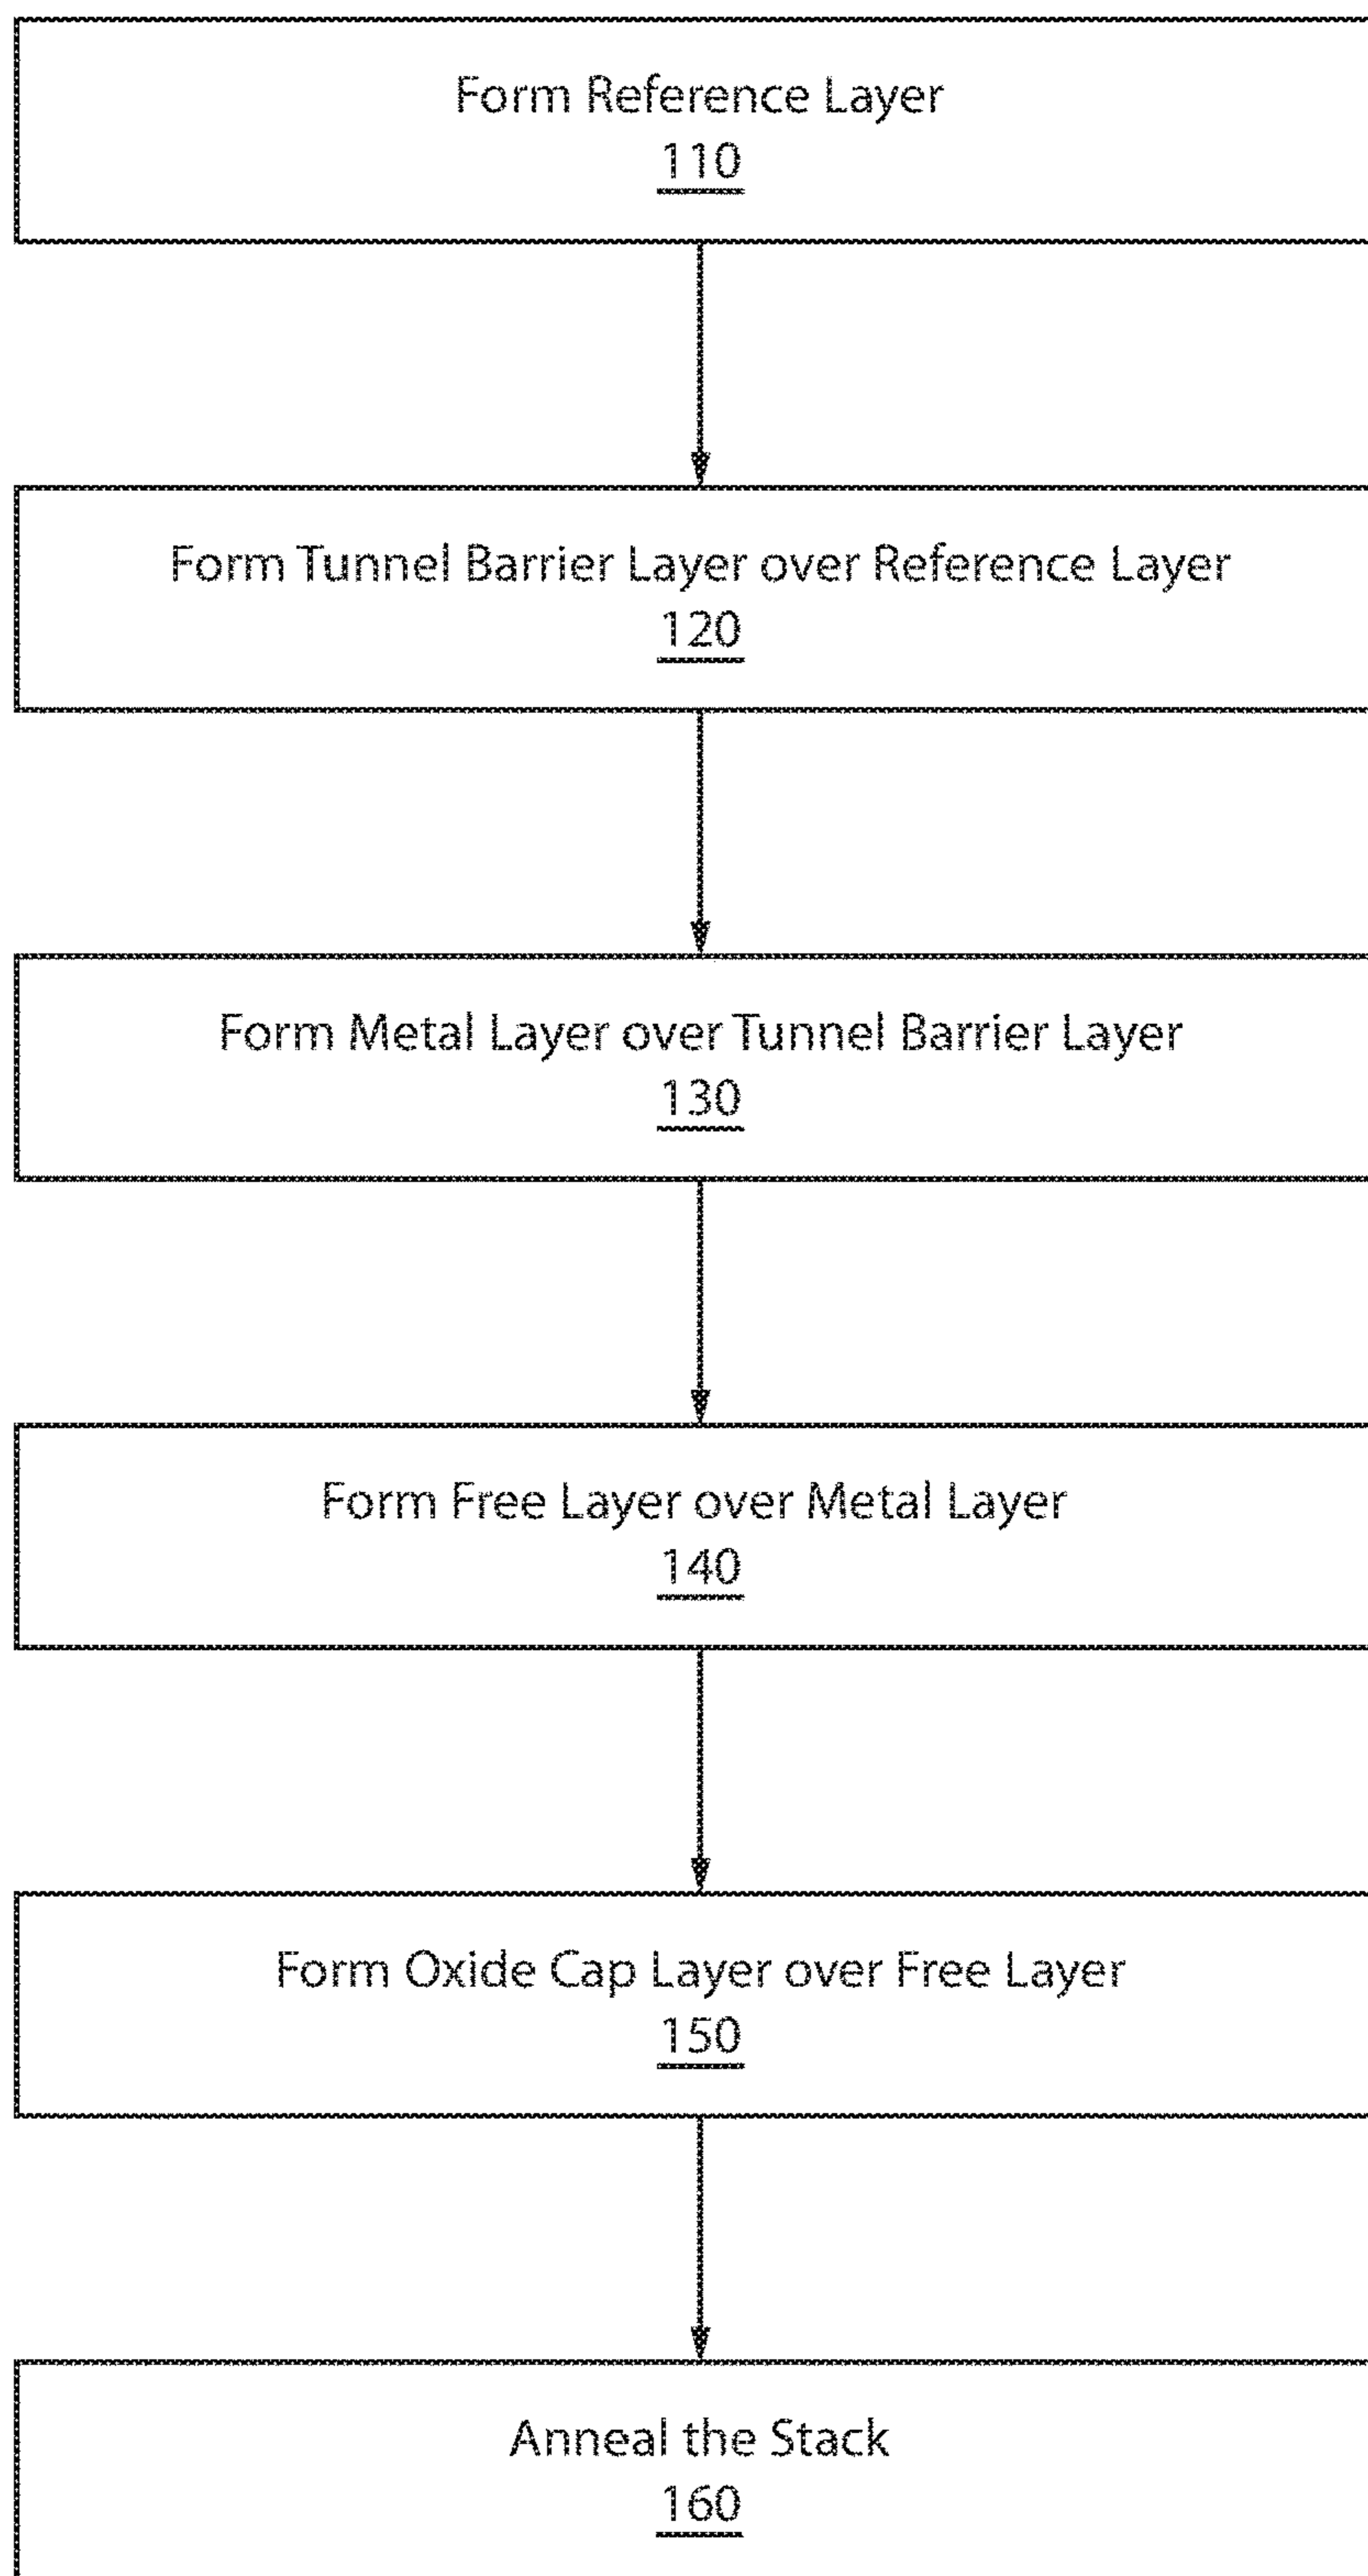 Form Reference Layer
110
Form Tunnel Barrier Layer over Reference Layer
120
Form Metal Layer over Tunnel Barrier Layer
130
Form Free Layer over Metal Layer
140
Form Oxide Cap Layer over Free Layer
150
Anneal the Stack
160